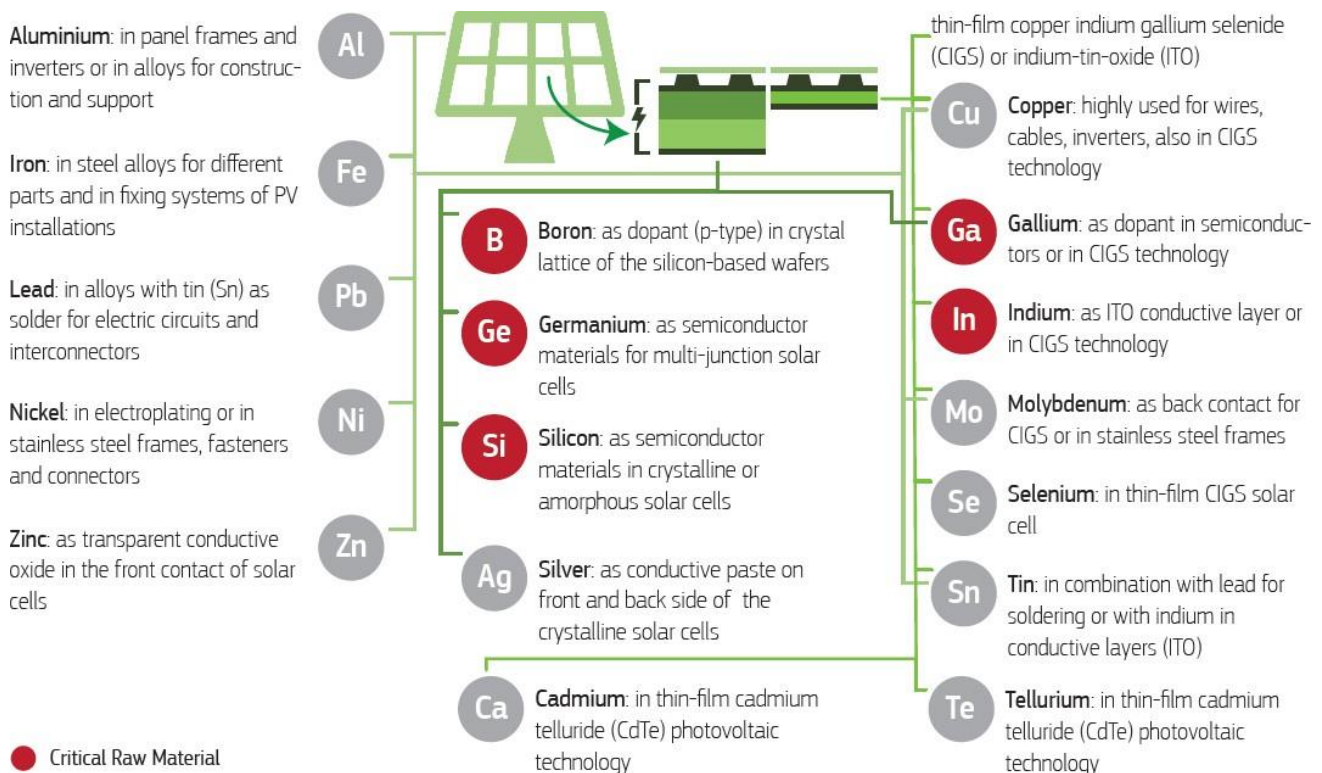 Aluminium: in panel frames and
inverters or in alloys for construc-
tion and support
Al
Iron: in steel alloys for different
parts and in fixing systems of PV
installations
Fe
Lead: in alloys with tin (Sn) as
solder for electric circuits and
interconnectors
Pb
Nickel: in electroplating or in
stainless steel frames, fasteners
and connectors
Ni
Zinc: as transparent conductive
oxide in the front contact of solar
cells
Zn
B
Boron: as dopant (p-type) in crystal
lattice of the silicon-based wafers
Ge
Germanium: as semiconductor
materials for multi-junction solar
cells
Si
Silicon: as semiconductor
materials in crystalline or
amorphous solar cells
Ag
Silver: as conductive paste on
front and back side of the
crystalline solar cells
Ca
Cadmium: in thin-film cadmium
telluride (CdTe) photovoltaic
technology
thin-film copper indium gallium selenide
(CIGS) or indium-tin-oxide (ITO)
Cu
Copper: highly used for wires,
cables, inverters, also in CIGS
technology
Ga
Gallium: as dopant in semiconduc-
tors or in CIGS technology
In
Indium: as ITO conductive layer or
in CIGS technology
Mo
Molybdenum: as back contact for
CIGS or in stainless steel frames
Se
Selenium: in thin-film CIGS solar
cell
Sn
Tin: in combination with lead for
soldering or with indium in
conductive layers (ITO)
Te
Tellurium: in thin-film cadmium
telluride (CdTe) photovoltaic
technology
Critical Raw Material